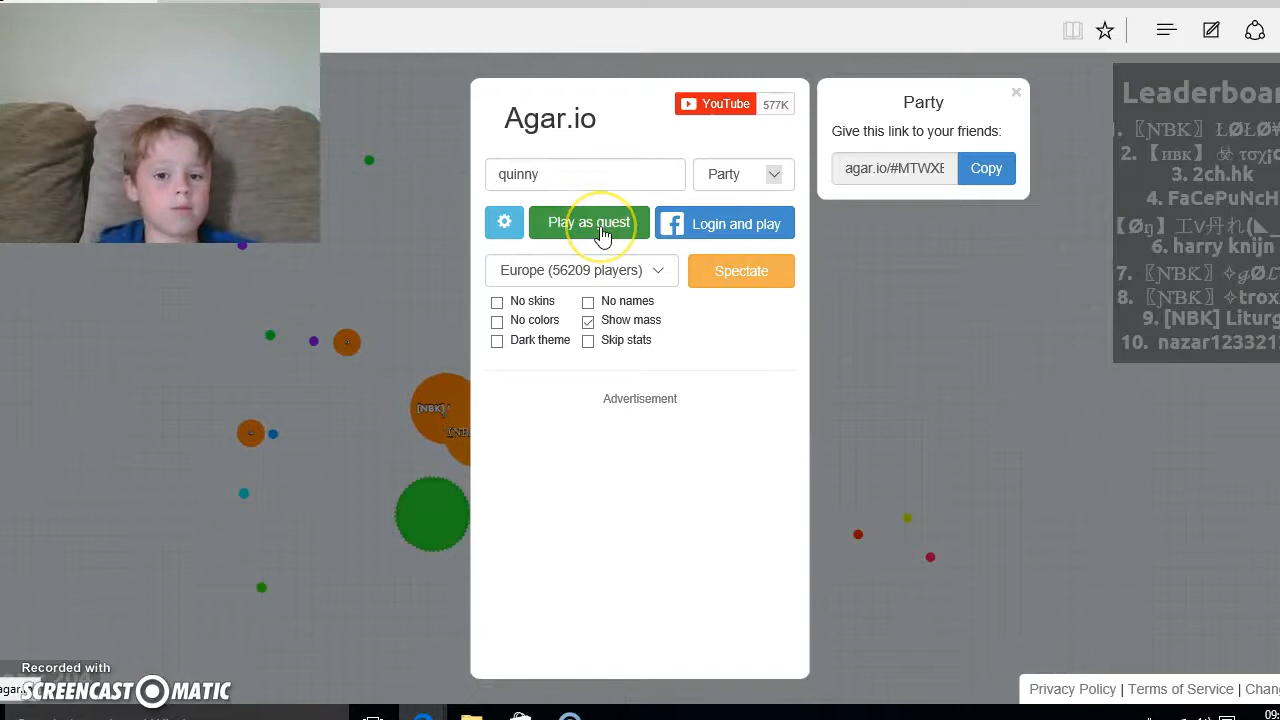 Agar.io
YouTube 577K
quinny
Party
Play as guest
Login and play
Europe (56209 players)
Spectate
No skins
No names
No colors
Show mass
Dark theme
Skip stats
Advertisement
Party
Give this link to your friends:
agar.io/#MTWXE
Copy
Leaderboar
3. 2ch.hk
4. FaCePuNcH
6. harry knijn
9. [NBK] Liturg
10. nazar1233213
[NBK]
Recorded with
SCREENCAST MATIC
Privacy Policy | Terms of Service | Chan
09: